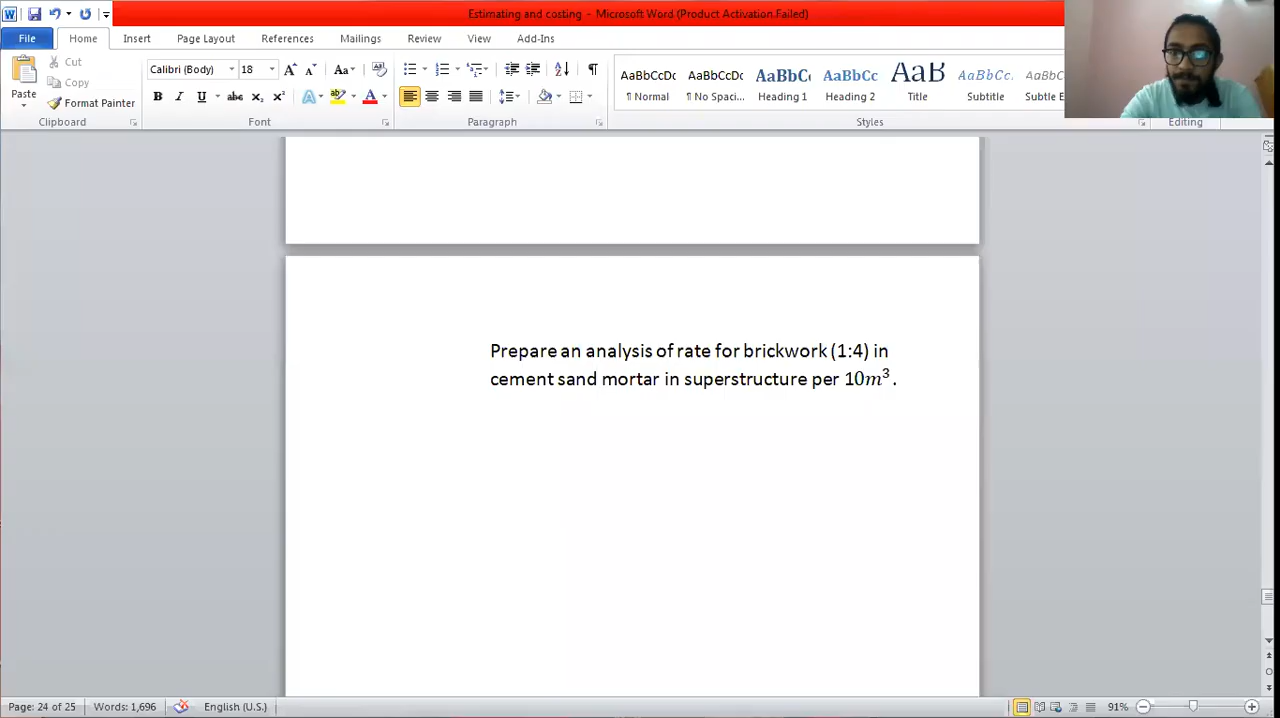 Estimating and costing - Microsoft Word (Product Activation Failed)
File Home Insert Page Layout References Mailings Review View Add-Ins
Paste
Cut
Copy
Format Painter
Calibri (Body) 18
AaBbCcDc AaBbCcDc AaBbC AaBbCc AaB AaBbCc. AaBbCc
¶ Normal ¶ No Spaci... Heading 1 Heading 2 Title Subtitle Subtle E
Clipboard Font Paragraph Styles Editing
Prepare an analysis of rate for brickwork (1:4) in
cement sand mortar in superstructure per 10m³ .
Page: 24 of 25 Words: 1,696 English (U.S.) 91%